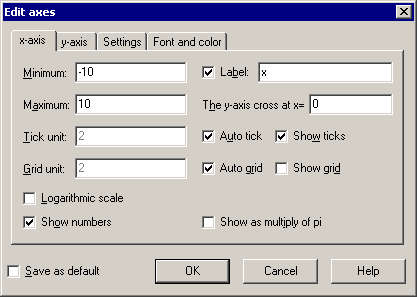 Edit axes
x-axis y-axis Settings Font and color
Minimum: -10 Label: x
Maximum: 10 The y-axis cross at x= 0
Tick unit: 2 Auto tick Show ticks
Grid unit: 2 Auto grid Show grid
Logarithmic scale
Show numbers Show as multiply of pi
Save as default OK Cancel Help